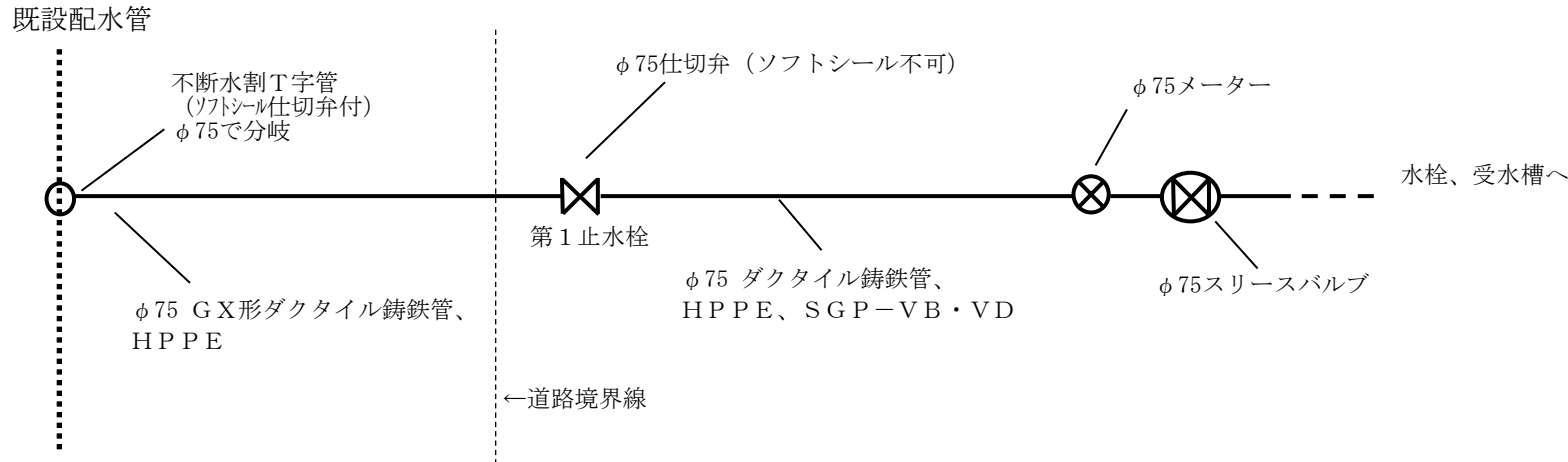 既設配水管
不断水割Ｔ字管
（ｿﾌﾄｼｰﾙ仕切弁付）
φ75で分岐
φ75仕切弁（ソフトシール不可）
φ75メーター
水栓、受水槽へ
第１止水栓
φ75 ＧＸ形ダクタイル鋳鉄管、
ＨＰＰＥ
φ75 ダクタイル鋳鉄管、
ＨＰＰＥ、ＳＧＰ－ＶＢ・ＶＤ
φ75スリースバルブ
←道路境界線